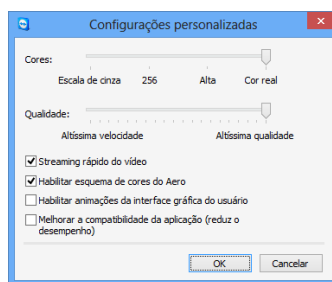 Configurações personalizadas
Cores:
Escala de cinza 256 Alta Cor real
Qualidade:
Altíssima velocidade Altíssima qualidade
Streaming rápido do vídeo
Habilitar esquema de cores do Aero
Habilitar animações da interface gráfica do usuário
Melhorar a compatibilidade da aplicação (reduz o
desempenho)
OK Cancelar